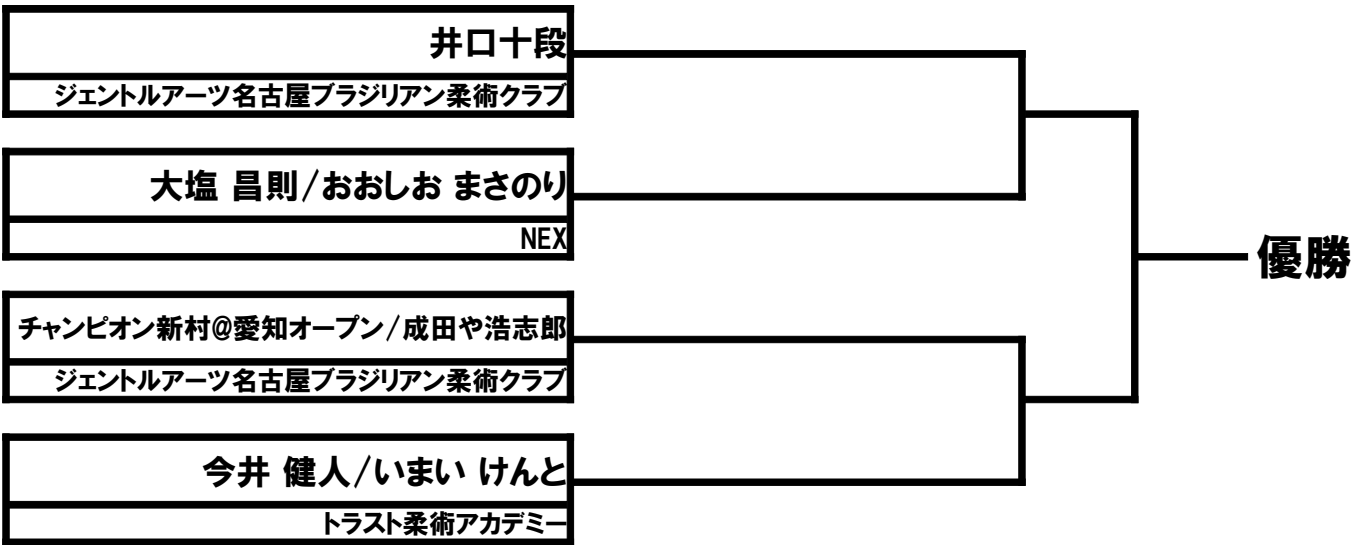 井口十段
ジェントルアーツ名古屋ブラジリアン柔術クラブ
大塩 昌則/おおしお まさのり
NEX
優勝
チャンピオン新村@愛知オープン/成田や浩志郎
ジェントルアーツ名古屋ブラジリアン柔術クラブ
今井 健人/いまい けんと
トラスト柔術アカデミー